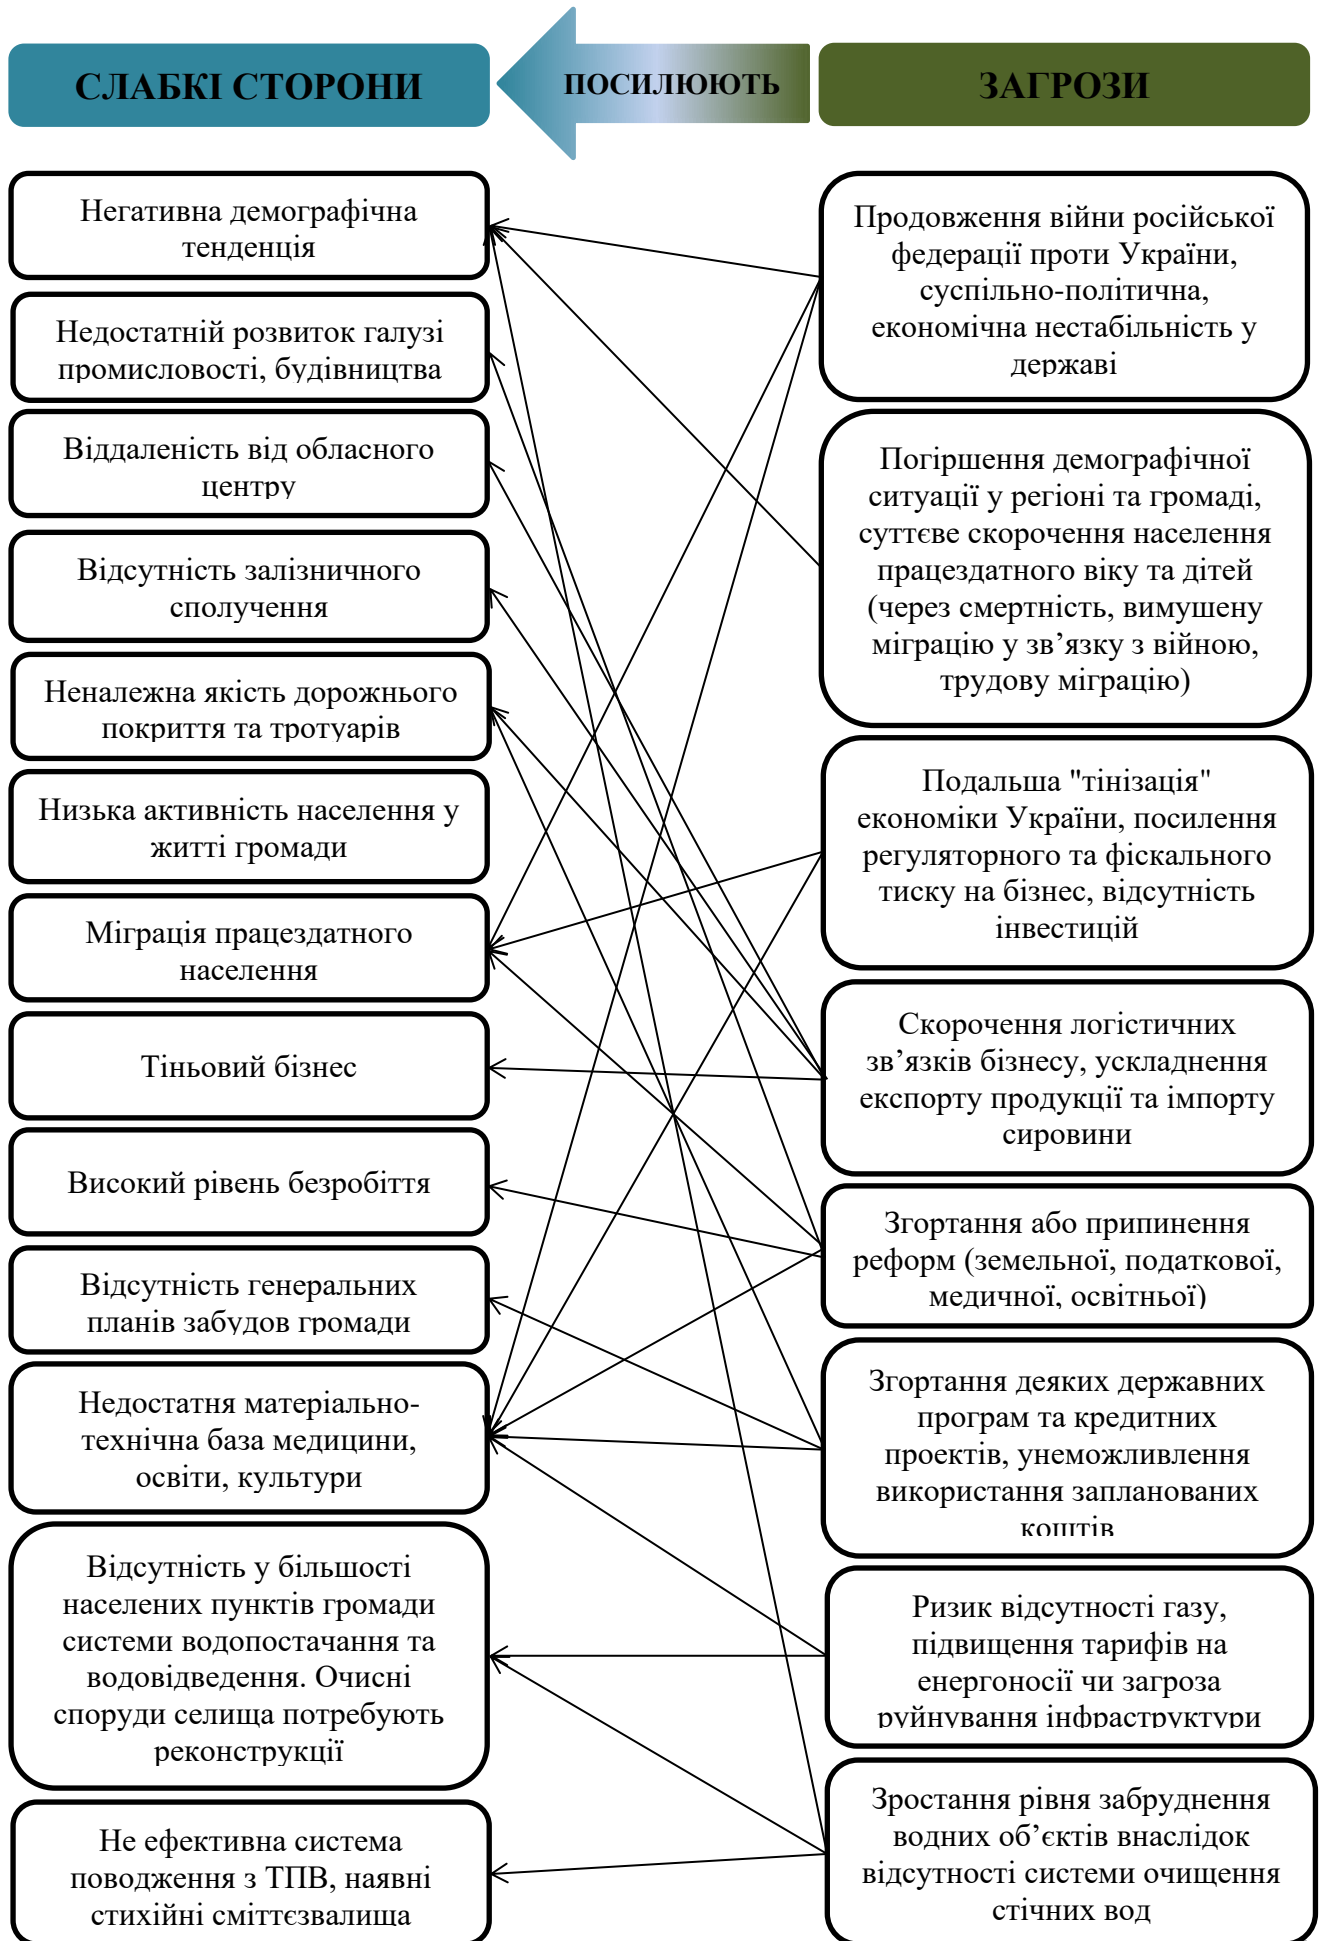 СЛАБКІ СТОРОНИ
ПОСИЛЮЮТЬ
ЗАГРОЗИ
Негативна демографічна
тенденція
Недостатній розвиток галузі
промисловості, будівництва
Віддаленість від обласного
центру
Відсутність залізничного
сполучення
Неналежна якість дорожнього
покриття та тротуарів
Низька активність населення у
житті громади
Міграція працездатного
населення
Тіньовий бізнес
Високий рівень безробіття
Відсутність генеральних
планів забудов громади
Недостатня матеріально-
технічна база медицини,
освіти, культури
Відсутність у більшості
населених пунктів громади
системи водопостачання та
водовідведення. Очисні
споруди селища потребують
реконструкції
Не ефективна система
поводження з ТПВ, наявні
стихійні сміттєзвалища
Продовження війни російської
федерації проти України,
суспільно-політична,
економічна нестабільність у
державі
Погіршення демографічної
ситуації у регіоні та громаді,
суттєве скорочення населення
працездатного віку та дітей
(через смертність, вимушену
міграцію у зв’язку з війною,
трудову міграцію)
Подальша "тінізація"
економіки України, посилення
регуляторного та фіскального
тиску на бізнес, відсутність
інвестицій
Скорочення логістичних
зв’язків бізнесу, ускладнення
експорту продукції та імпорту
сировини
Згортання або припинення
реформ (земельної, податкової,
медичної, освітньої)
Згортання деяких державних
програм та кредитних
проектів, унеможливлення
використання запланованих
коштів
Ризик відсутності газу,
підвищення тарифів на
енергоносії чи загроза
руйнування інфраструктури
Зростання рівня забруднення
водних об’єктів внаслідок
відсутності системи очищення
стічних вод